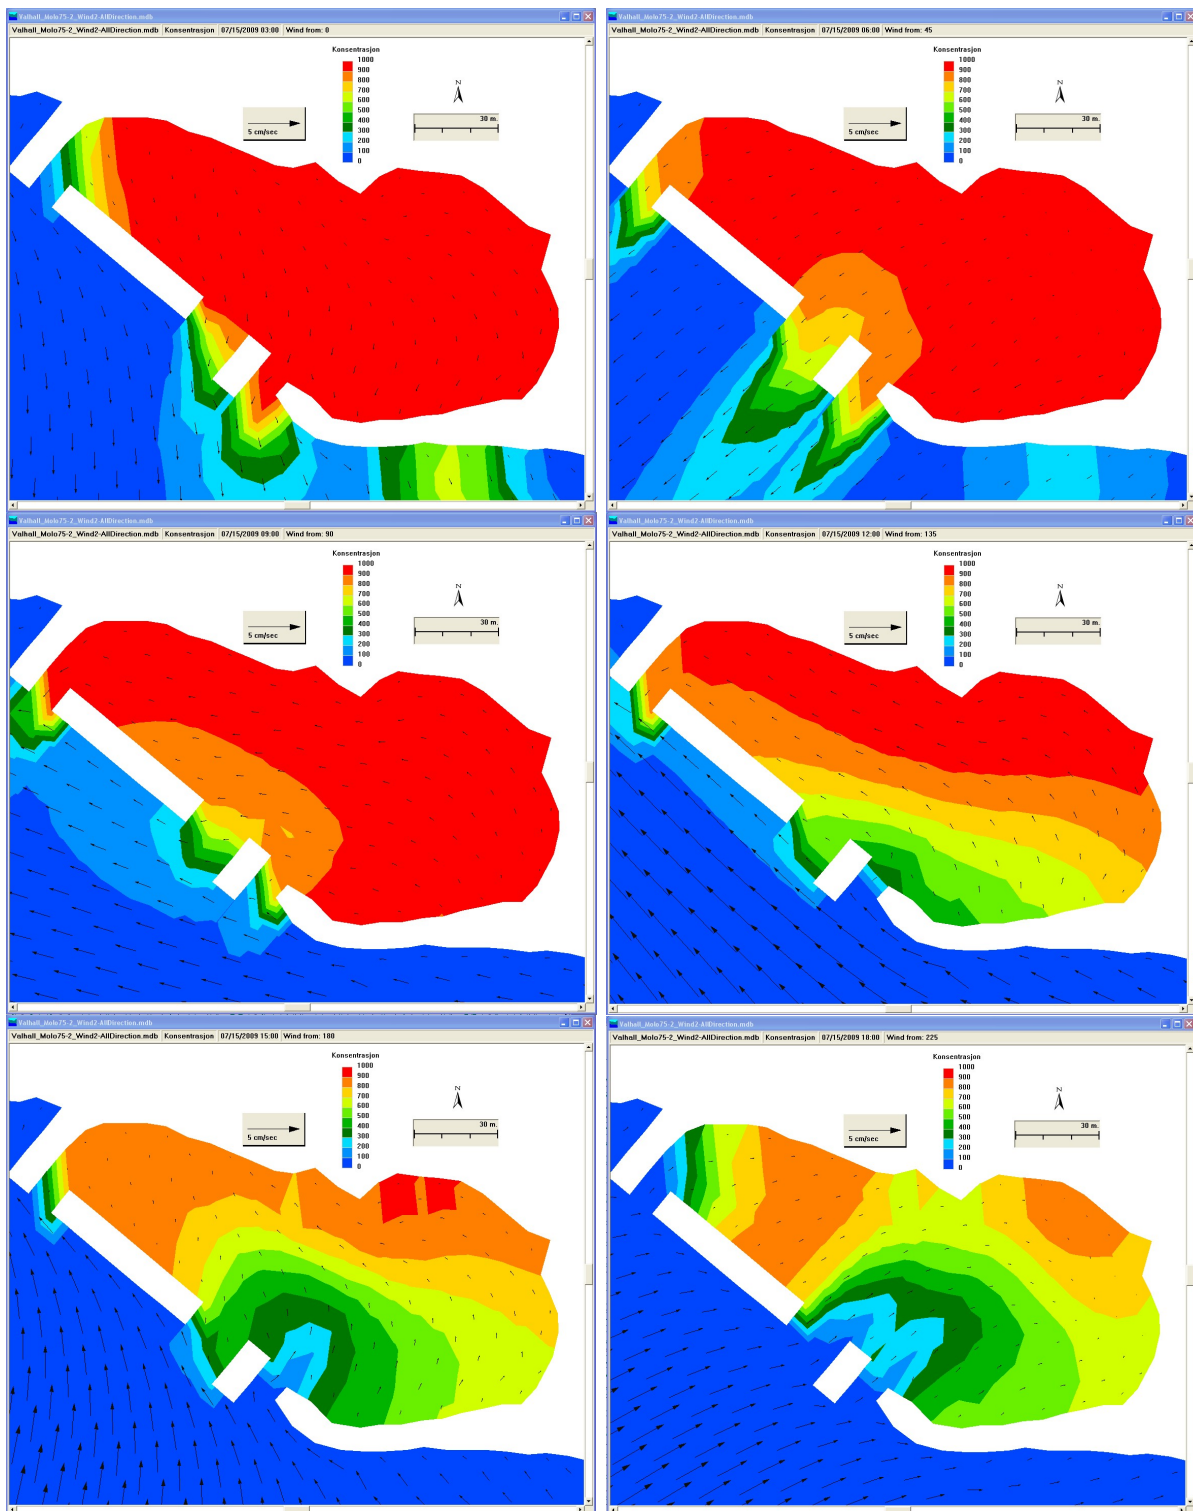 Valhall_Molo75-2_Wind2-AllDirection.mdb
Valhall_Molo75-2_Wind2-AllDirection.mdb Konsentrasjon 07/15/2009 03:00 Wind from: 0
Konsentrasjon
1000
900
800
700
600
500
400
300
200
100
0
5 cm/sec
N
30 m.
Valhall_Molo75-2_Wind2-AllDirection.mdb
Valhall_Molo75-2_Wind2-AllDirection.mdb Konsentrasjon 07/15/2009 06:00 Wind from: 45
Konsentrasjon
1000
900
800
700
600
500
400
300
200
100
0
5 cm/sec
N
30 m.
Valhall_Molo75-2_Wind2-AllDirection.mdb
Valhall_Molo75-2_Wind2-AllDirection.mdb Konsentrasjon 07/15/2009 09:00 Wind from: 90
Konsentrasjon
1000
900
800
700
600
500
400
300
200
100
0
5 cm/sec
N
30 m.
Valhall_Molo75-2_Wind2-AllDirection.mdb
Valhall_Molo75-2_Wind2-AllDirection.mdb Konsentrasjon 07/15/2009 12:00 Wind from: 135
Konsentrasjon
1000
900
800
700
600
500
400
300
200
100
0
5 cm/sec
N
30 m.
Valhall_Molo75-2_Wind2-AllDirection.mdb
Valhall_Molo75-2_Wind2-AllDirection.mdb Konsentrasjon 07/15/2009 15:00 Wind from: 180
Konsentrasjon
1000
900
800
700
600
500
400
300
200
100
0
5 cm/sec
N
30 m.
Valhall_Molo75-2_Wind2-AllDirection.mdb
Valhall_Molo75-2_Wind2-AllDirection.mdb Konsentrasjon 07/15/2009 18:00 Wind from: 225
Konsentrasjon
1000
900
800
700
600
500
400
300
200
100
0
5 cm/sec
N
30 m.